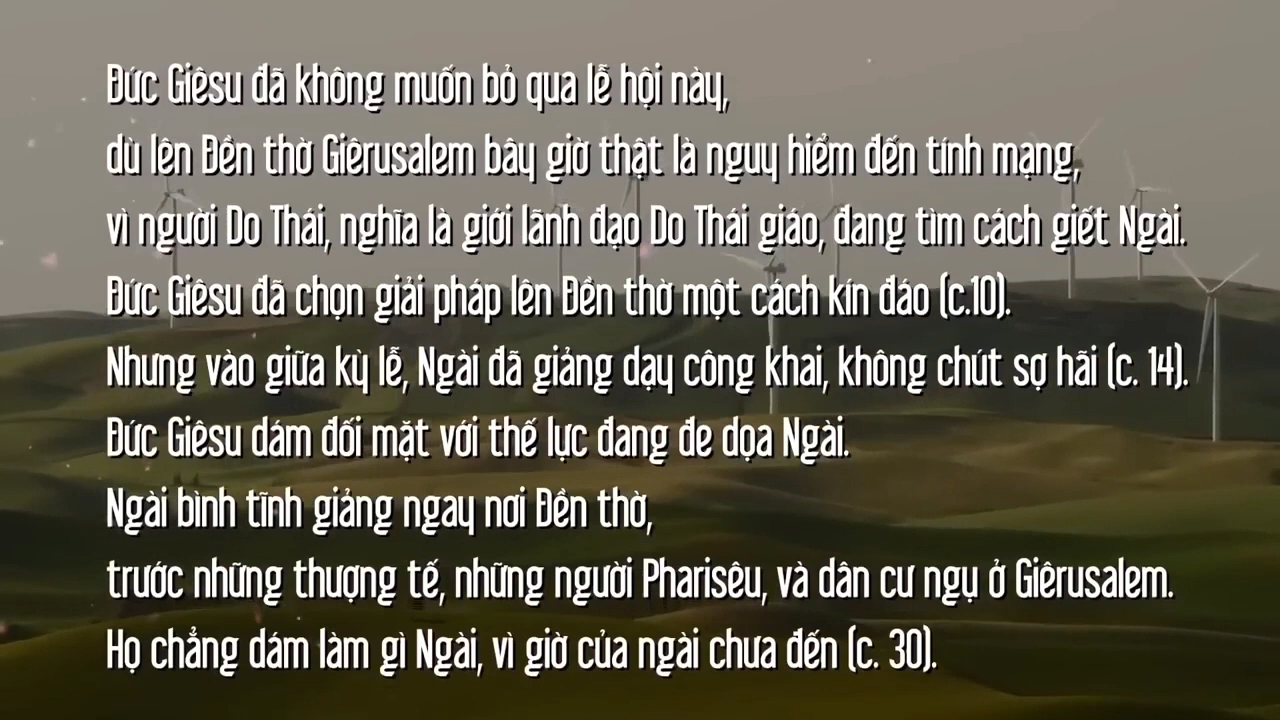 Đức Giêsu đã không muốn bỏ qua lễ hội này,
dù lên Đền thờ Giêrusalem bây giờ thật là nguy hiểm đến tính mạng,
vì người Do Thái, nghĩa là giới lãnh đạo Do Thái giáo, đang tìm cách giết Ngài.
Đức Giêsu đã chọn giải pháp lên Đền thờ một cách kín đáo (c.10).
Nhưng vào giữa kỳ lễ, Ngài đã giảng dạy công khai, không chút sợ hãi (c. 14).
Đức Giêsu dám đối mặt với thế lực đang đe dọa Ngài.
Ngài bình tĩnh giảng ngay nơi Đền thờ,
trước những thượng tế, những người Pharisêu, và dân cư ngụ ở Giêrusalem.
Họ chẳng dám làm gì Ngài, vì giờ của ngài chưa đến (c. 30).